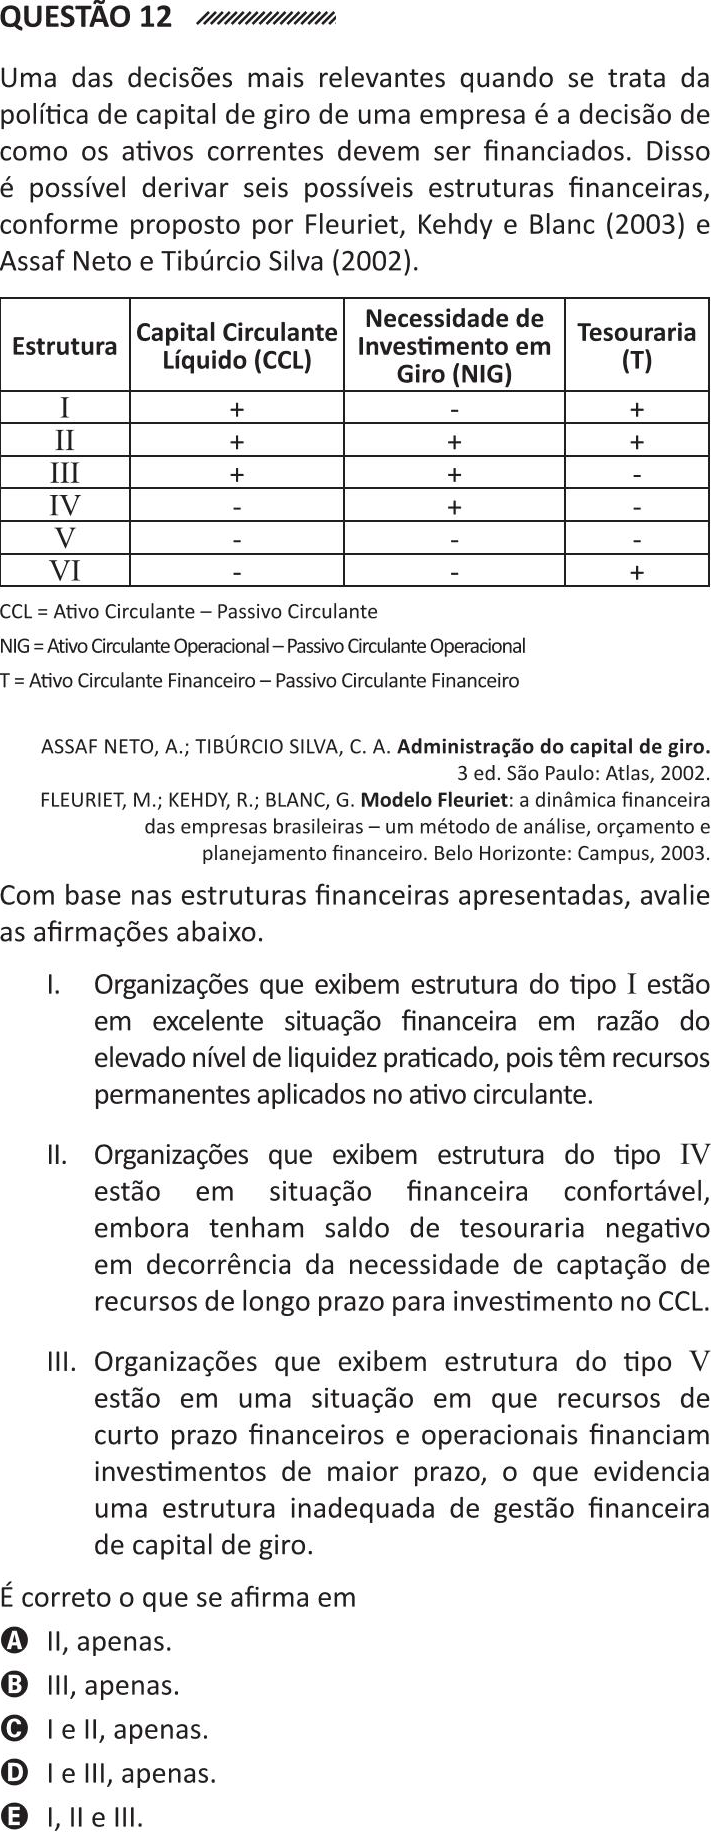 QUESTÃO 12
Uma das decisões mais relevantes quando se trata da
política de capital de giro de uma empresa é a decisão de
como os ativos correntes devem ser financiados. Disso
é possível derivar seis possíveis estruturas financeiras,
conforme proposto por Fleuriet, Kehdy e Blanc (2003) e
Assaf Neto e Tibúrcio Silva (2002).
Estrutura Capital Circulante Líquido (CCL) Necessidade de Investimento em Giro (NIG) Tesouraria (T)
I + - +
II + + +
III + + -
IV - + -
V - - -
VI - - +
CCL = Ativo Circulante – Passivo Circulante
NIG = Ativo Circulante Operacional – Passivo Circulante Operacional
T = Ativo Circulante Financeiro – Passivo Circulante Financeiro
ASSAF NETO, A.; TIBÚRCIO SILVA, C. A. Administração do capital de giro.
3 ed. São Paulo: Atlas, 2002.
FLEURIET, M.; KEHDY, R.; BLANC, G. Modelo Fleuriet: a dinâmica financeira
das empresas brasileiras – um método de análise, orçamento e
planejamento financeiro. Belo Horizonte: Campus, 2003.
Com base nas estruturas financeiras apresentadas, avalie
as afirmações abaixo.
I. Organizações que exibem estrutura do tipo I estão
em excelente situação financeira em razão do
elevado nível de liquidez praticado, pois têm recursos
permanentes aplicados no ativo circulante.
II. Organizações que exibem estrutura do tipo IV
estão em situação financeira confortável,
embora tenham saldo de tesouraria negativo
em decorrência da necessidade de captação de
recursos de longo prazo para investimento no CCL.
III. Organizações que exibem estrutura do tipo V
estão em uma situação em que recursos de
curto prazo financeiros e operacionais financiam
investimentos de maior prazo, o que evidencia
uma estrutura inadequada de gestão financeira
de capital de giro.
É correto o que se afirma em
A II, apenas.
B III, apenas.
C I e II, apenas.
D I e III, apenas.
E I, II e III.